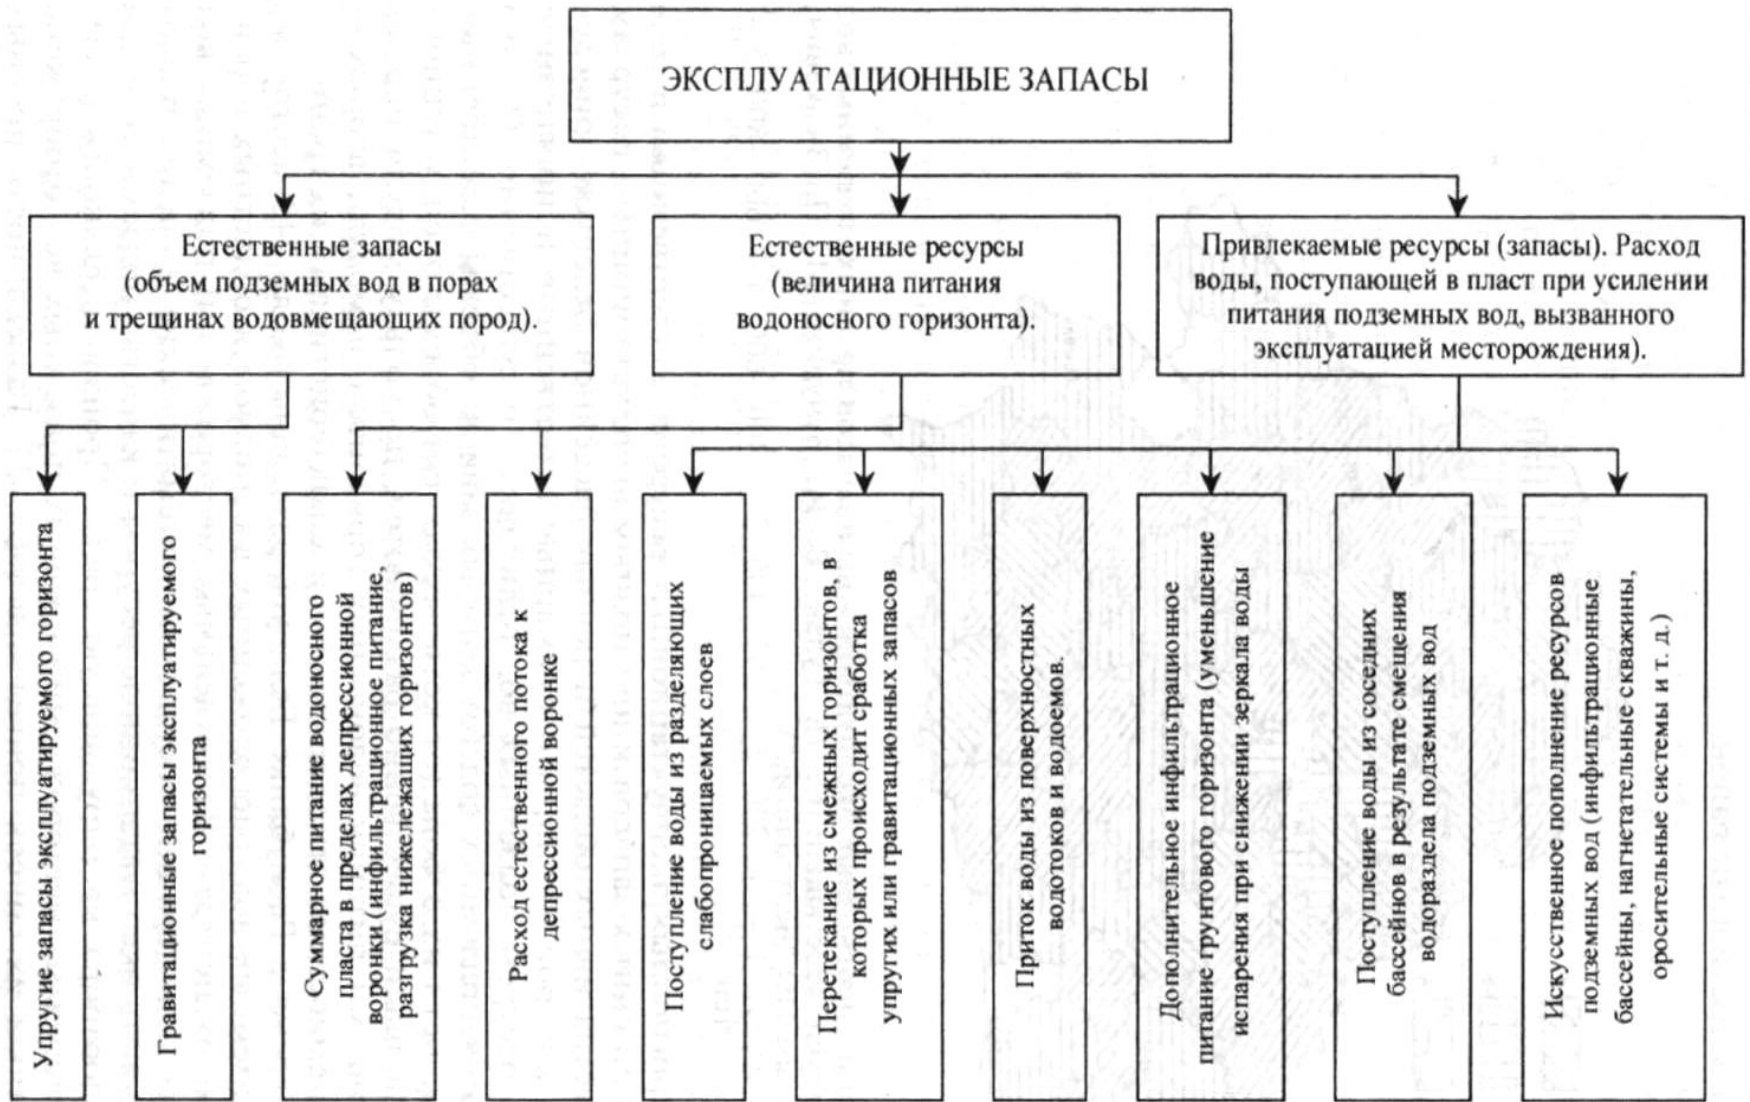 ЭКСПЛУАТАЦИОННЫЕ ЗАПАСЫ
Естественные запасы
(объем подземных вод в порах
и трещинах водовмещающих пород).
Естественные ресурсы
(величина питания
водоносного горизонта).
Привлекаемые ресурсы (запасы). Расход
воды, поступающей в пласт при усилении
питания подземных вод, вызванного
эксплуатацией месторождения).
Упругие запасы эксплуатируемого горизонта
Гравитационные запасы эксплуатируемого
горизонта
Суммарное питание водоносного
пласта в пределах депрессионной
воронки (инфильтрационное питание,
разгрузка нижележащих горизонтов)
Расход естественного потока к
депрессионной воронке
Поступление воды из разделяющих
слабопроницаемых слоев
Перетекание из смежных горизонтов, в
которых происходит сработка
упругих или гравитационных запасов
Приток воды из поверхностных
водотоков и водоемов.
Дополнительное инфильтрационное
питание грунтового горизонта (уменьшение
испарения при снижении зеркала воды
Поступление воды из соседних
бассейнов в результате смещения
водораздела подземных вод
Искусственное пополнение ресурсов
подземных вод (инфильтрационные
бассейны, нагнетательные скважины,
оросительные системы и т. д.)